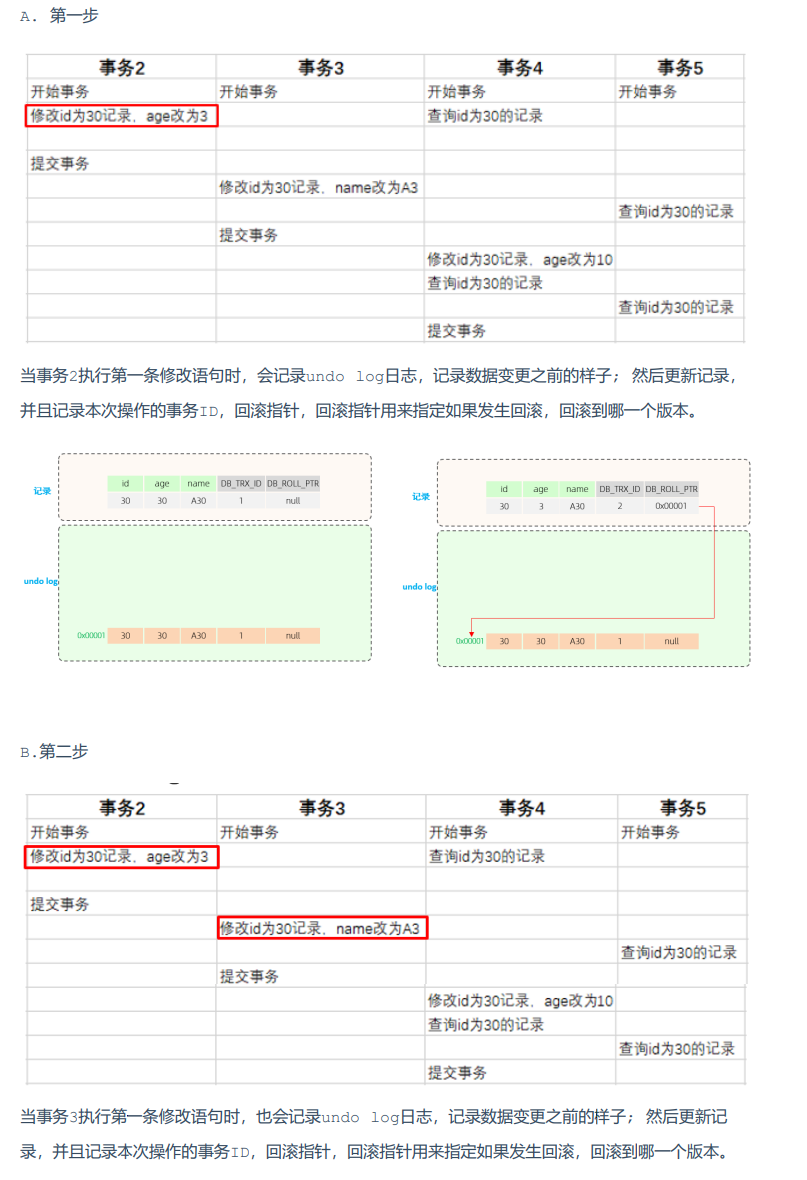 A. 第一步
事务2 事务3 事务4 事务5
开始事务 开始事务 开始事务 开始事务
修改id为30记录，age改为3 查询id为30的记录
提交事务
修改id为30记录，name改为A3
查询id为30的记录
提交事务
修改id为30记录，age改为10
查询id为30的记录
查询id为30的记录
提交事务
当事务2执行第一条修改语句时，会记录undo log日志，记录数据变更之前的样子; 然后更新记录，
并且记录本次操作的事务ID，回滚指针，回滚指针用来指定如果发生回滚，回滚到哪一个版本。
记录
id age name DB_TRX_ID DB_ROLL_PTR
30 30 A30 1 null
undo log
0x00001 30 30 A30 1 null
记录
id age name DB_TRX_ID DB_ROLL_PTR
30 3 A30 2 0x00001
undo log
0x00001 30 30 A30 1 null
B.第二步
事务2 事务3 事务4 事务5
开始事务 开始事务 开始事务 开始事务
修改id为30记录，age改为3 查询id为30的记录
提交事务
修改id为30记录，name改为A3
查询id为30的记录
提交事务
修改id为30记录，age改为10
查询id为30的记录
查询id为30的记录
提交事务
当事务3执行第一条修改语句时，也会记录undo log日志，记录数据变更之前的样子; 然后更新记
录，并且记录本次操作的事务ID，回滚指针，回滚指针用来指定如果发生回滚，回滚到哪一个版本。